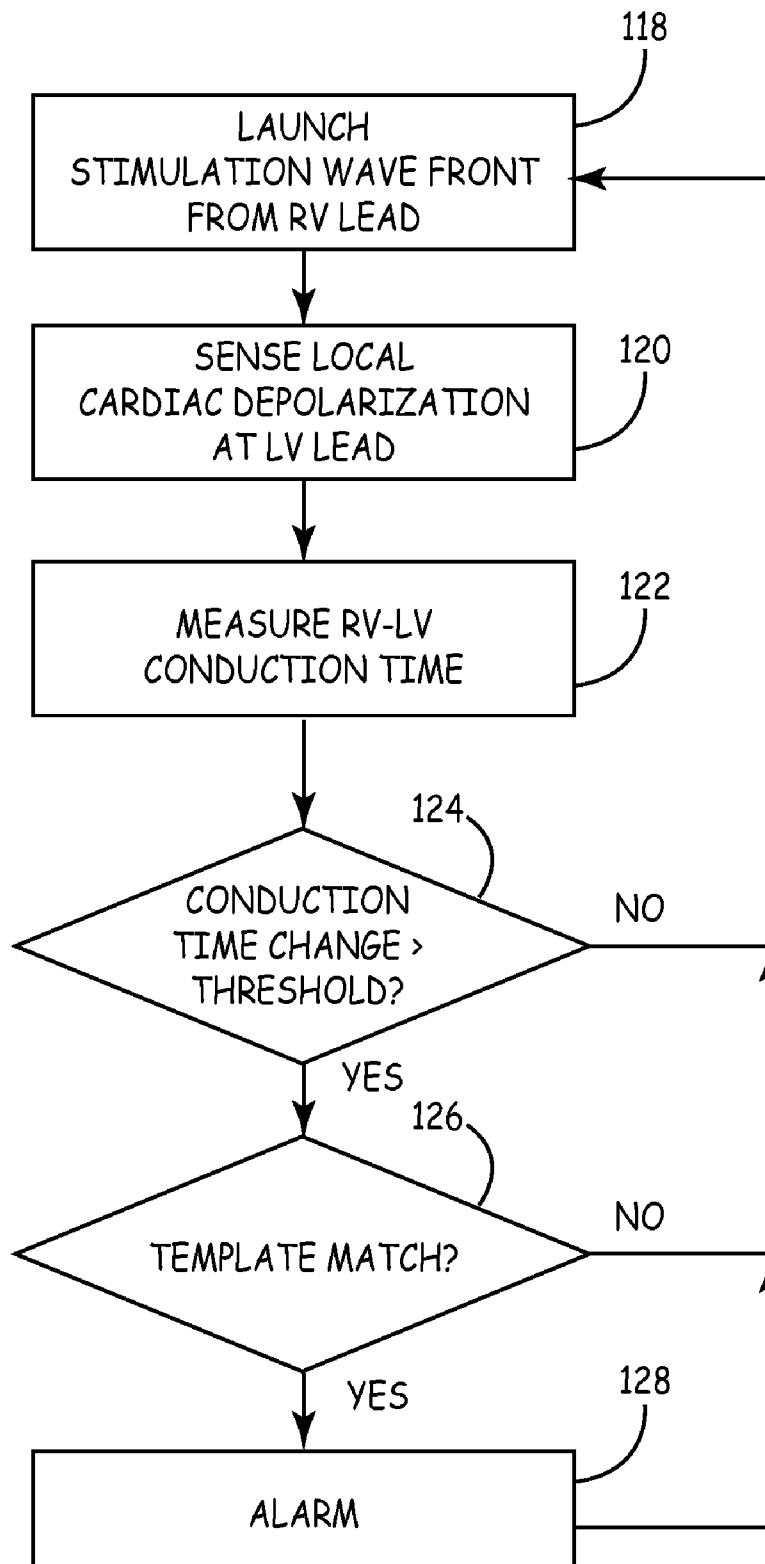 118
LAUNCH
STIMULATION WAVE FRONT
FROM RV LEAD
120
SENSE LOCAL
CARDIAC DEPOLARIZATION
AT LV LEAD
122
MEASURE RV-LV
CONDUCTION TIME
124
CONDUCTION
TIME CHANGE >
THRESHOLD?
NO
YES
126
TEMPLATE MATCH?
NO
YES
128
ALARM